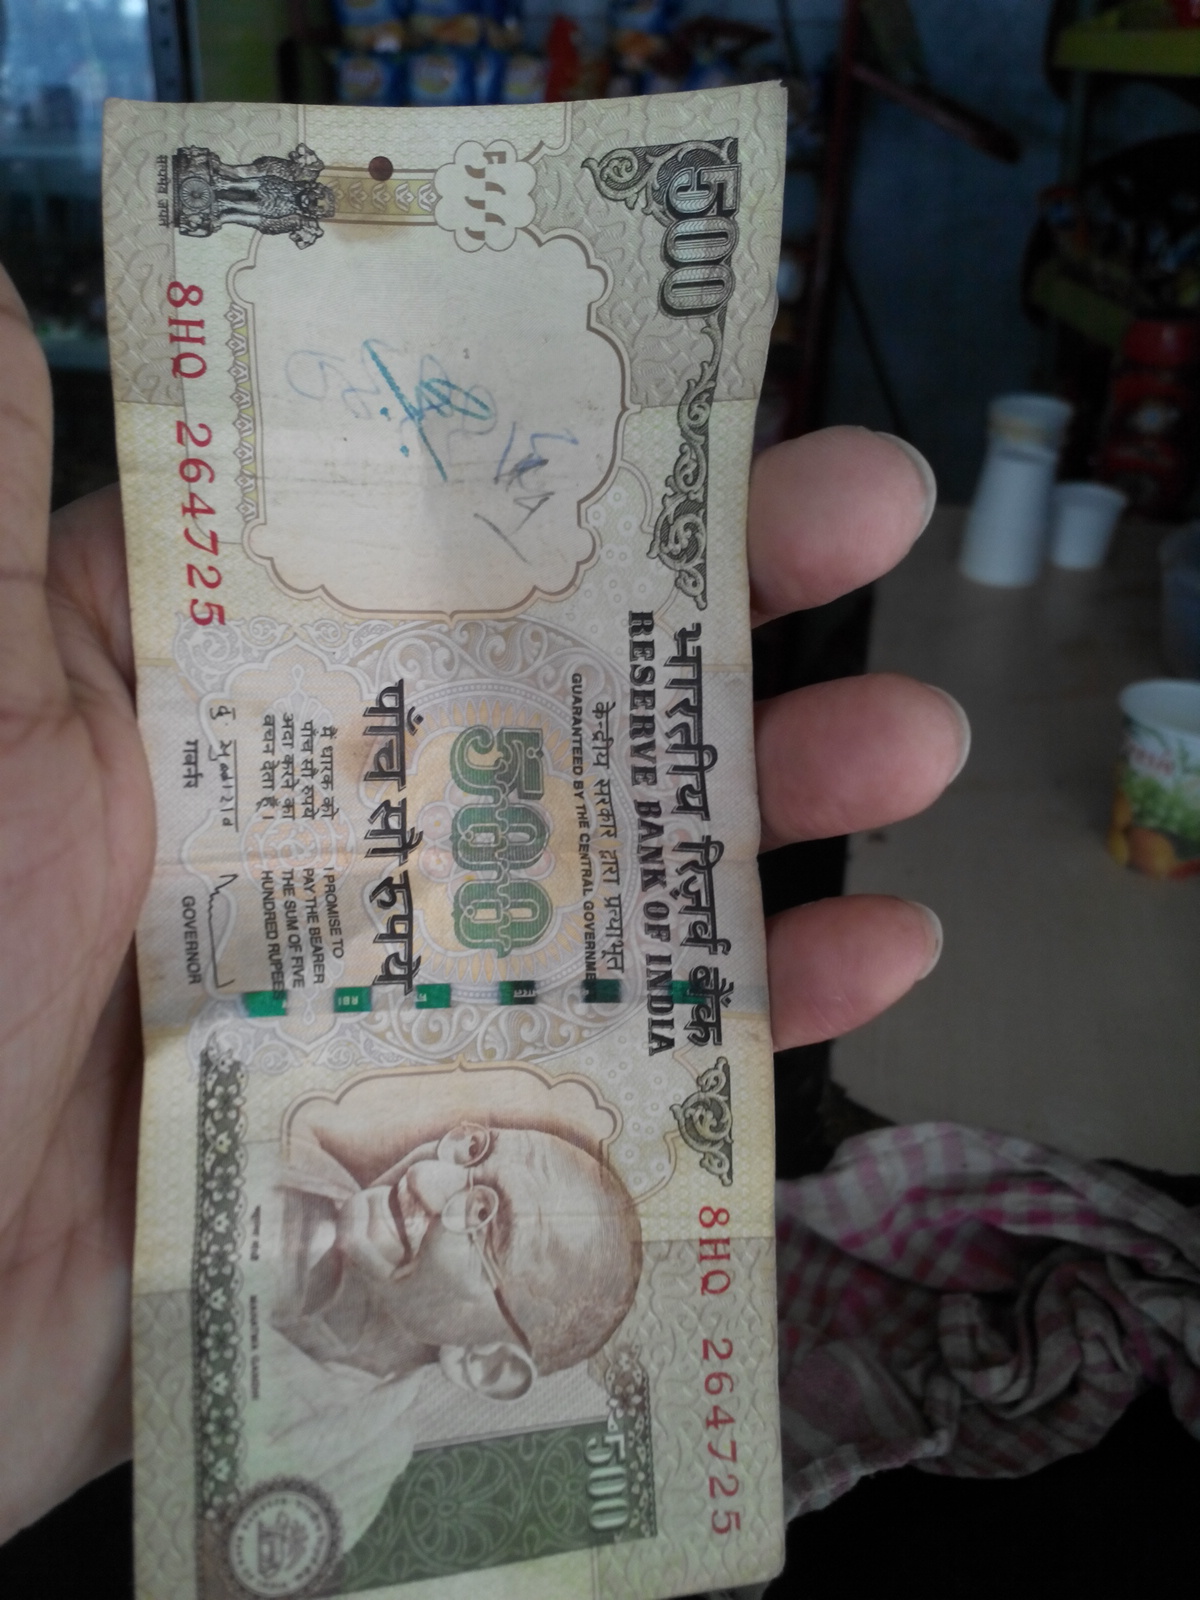 500
भारतीय रिज़र्व बैंक
RESERVE BANK OF INDIA
केन्द्रीय सरकार द्वारा प्रत्याभूत
GUARANTEED BY THE CENTRAL GOVERNMENT
8HQ 264725
500
पाँच सौ रुपये
मैं धारक को
पाँच सौ रुपये
अदा करने का
वचन देता हूँ।
I PROMISE TO
PAY THE BEARER
THE SUM OF FIVE
HUNDRED RUPEES
गवर्नर
GOVERNOR
RBI
सत्यमेव जयते
8HQ 264725
MAHATMA GANDHI
500